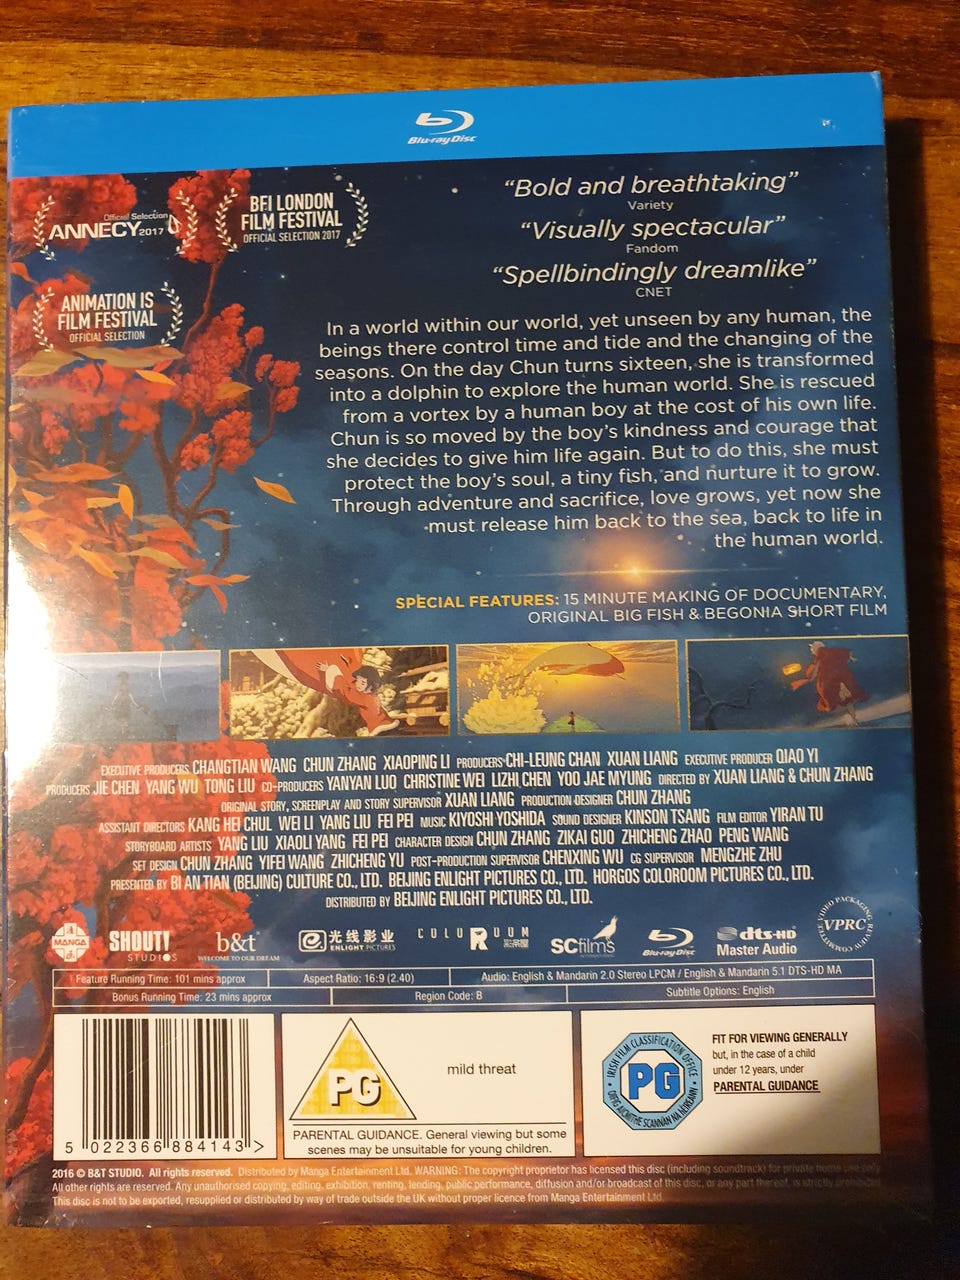 Blu-ray Disc
Official Selection
ANNECY 2017
BFI LONDON
FILM FESTIVAL
OFFICIAL SELECTION 2017
ANIMATION IS
FILM FESTIVAL
OFFICIAL SELECTION
“Bold and breathtaking”
Variety
“Visually spectacular”
Fandom
“Spellbindingly dreamlike”
CNET
In a world within our world, yet unseen by any human, the
beings there control time and tide and the changing of the
seasons. On the day Chun turns sixteen, she is transformed
into a dolphin to explore the human world. She is rescued
from a vortex by a human boy at the cost of his own life.
Chun is so moved by the boy’s kindness and courage that
she decides to give him life again. But to do this, she must
protect the boy’s soul, a tiny fish, and nurture it to grow.
Through adventure and sacrifice, love grows, yet now she
must release him back to the sea, back to life in
the human world.
SPECIAL FEATURES: 15 MINUTE MAKING OF DOCUMENTARY,
ORIGINAL BIG FISH & BEGONIA SHORT FILM
EXECUTIVE PRODUCERS CHANGTIAN WANG CHUN ZHANG XIAOPING LI PRODUCERS CHI-LEUNG CHAN XUAN LIANG EXECUTIVE PRODUCER QIAO YI
PRODUCERS JIE CHEN YANG WU TONG LIU CO-PRODUCERS YANYAN LUO CHRISTINE WEI LIZHI CHEN YOO JAE MYUNG DIRECTED BY XUAN LIANG & CHUN ZHANG
ORIGINAL STORY, SCREENPLAY AND STORY SUPERVISOR XUAN LIANG PRODUCTION DESIGNER CHUN ZHANG
ASSISTANT DIRECTORS KANG HEI CHUL WEI LI YANG LIU FEI PEI MUSIC KIYOSHI YOSHIDA SOUND DESIGNER KINSON TSANG FILM EDITOR YIRAN TU
STORYBOARD ARTISTS YANG LIU XIAOLI YANG FEI PEI CHARACTER DESIGN CHUN ZHANG ZIKAI GUO ZHICHENG ZHAO PENG WANG
SET DESIGN CHUN ZHANG YIFEI WANG ZHICHENG YU POST-PRODUCTION SUPERVISOR CHENXING WU CG SUPERVISOR MENGZHE ZHU
PRESENTED BY BI AN TIAN (BEIJING) CULTURE CO., LTD. BEIJING ENLIGHT PICTURES CO., LTD. HORGOS COLOROOM PICTURES CO., LTD.
DISTRIBUTED BY BEIJING ENLIGHT PICTURES CO., LTD.
MANGA
SHOUT!
STUDIOS
b&t
WELCOME TO OUR DREAM
光线影业
ENLIGHT PICTURES
COLOROOM
彩条屋
SCfilms
INTERNATIONAL
Blu-ray Disc
dts-HD
Master Audio
VIDEO PACKAGING REVIEW COMMITTEE
VPRC
Feature Running Time: 101 mins approx
Aspect Ratio: 16:9 (2.40)
Audio: English & Mandarin 2.0 Stereo LPCM / English & Mandarin 5.1 DTS-HD MA
Bonus Running Time: 23 mins approx
Region Code: B
Subtitle Options: English
5 022366 884143 >
PG
mild threat
PARENTAL GUIDANCE. General viewing but some
scenes may be unsuitable for young children.
IRISH FILM CLASSIFICATION OFFICE
OIFIG AICMITHE SCANNÁN NA hÉIREANN
PG
FIT FOR VIEWING GENERALLY
but, in the case of a child
under 12 years, under
PARENTAL GUIDANCE
2016 © B&T STUDIO. All rights reserved. Distributed by Manga Entertainment Ltd. WARNING: The copyright proprietor has licensed this disc (including soundtrack) for private home use only.
All other rights are reserved. Any unauthorised copying, editing, exhibition, renting, lending, public performance, diffusion and/or broadcast of this disc, or any part thereof, is strictly prohibited.
This disc is not to be exported, resupplied or distributed by way of trade outside the UK without proper licence from Manga Entertainment Ltd.